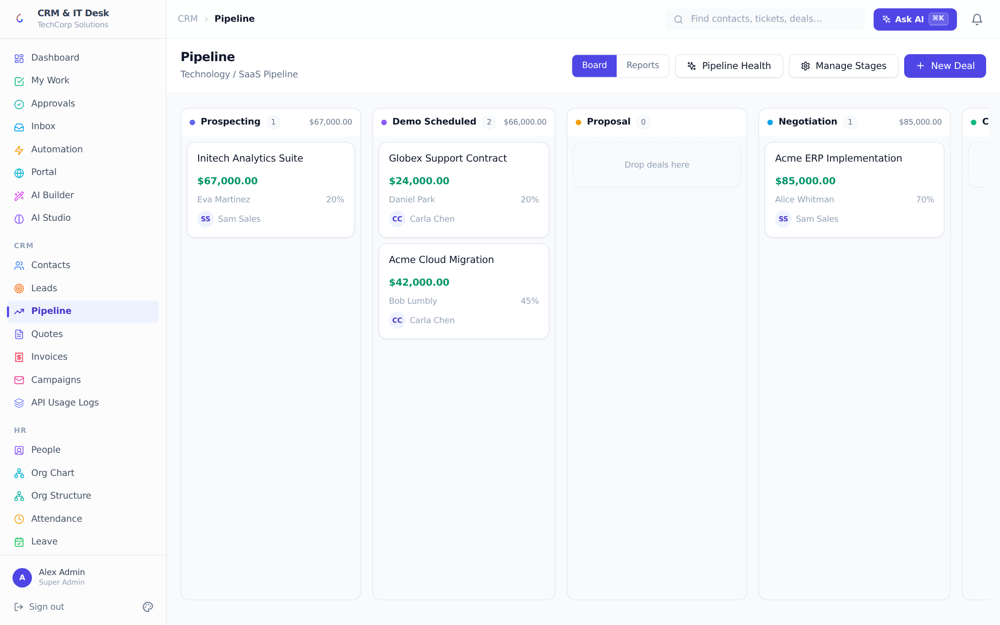 CRM & IT Desk
TechCorp Solutions
Dashboard
My Work
Approvals
Inbox
Automation
Portal
AI Builder
AI Studio
CRM
Contacts
Leads
Pipeline
Quotes
Invoices
Campaigns
API Usage Logs
HR
People
Org Chart
Org Structure
Attendance
Leave
A
Alex Admin
Super Admin
Sign out
CRM
Pipeline
Find contacts, tickets, deals...
Ask AI ⌘K
Pipeline
Technology / SaaS Pipeline
Board
Reports
Pipeline Health
Manage Stages
New Deal
Prospecting 1 $67,000.00
Initech Analytics Suite
$67,000.00
Eva Martinez 20%
SS Sam Sales
Demo Scheduled 2 $66,000.00
Globex Support Contract
$24,000.00
Daniel Park 20%
CC Carla Chen
Acme Cloud Migration
$42,000.00
Bob Lumbly 45%
CC Carla Chen
Proposal 0
Drop deals here
Negotiation 1 $85,000.00
Acme ERP Implementation
$85,000.00
Alice Whitman 70%
SS Sam Sales